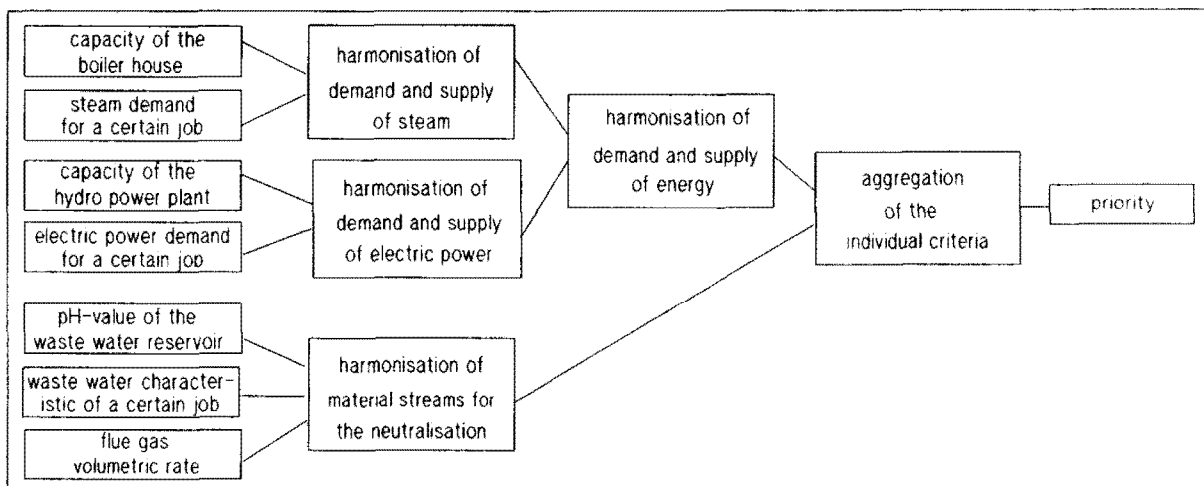 capacity of the
boiler house
steam demand
for a certain job
capacity of the
hydro power plant
electric power demand
for a certain job
pH-value of the
waste water reservoir
waste water character-
istic of a certain job
flue gas
volumetric rate
harmonisation of
demand and supply
of steam
harmonisation of
demand and supply
of electric power
harmonisation of
material streams for
the neutralisation
harmonisation of
demand and supply
of energy
aggregation
of the
individual criteria
priority